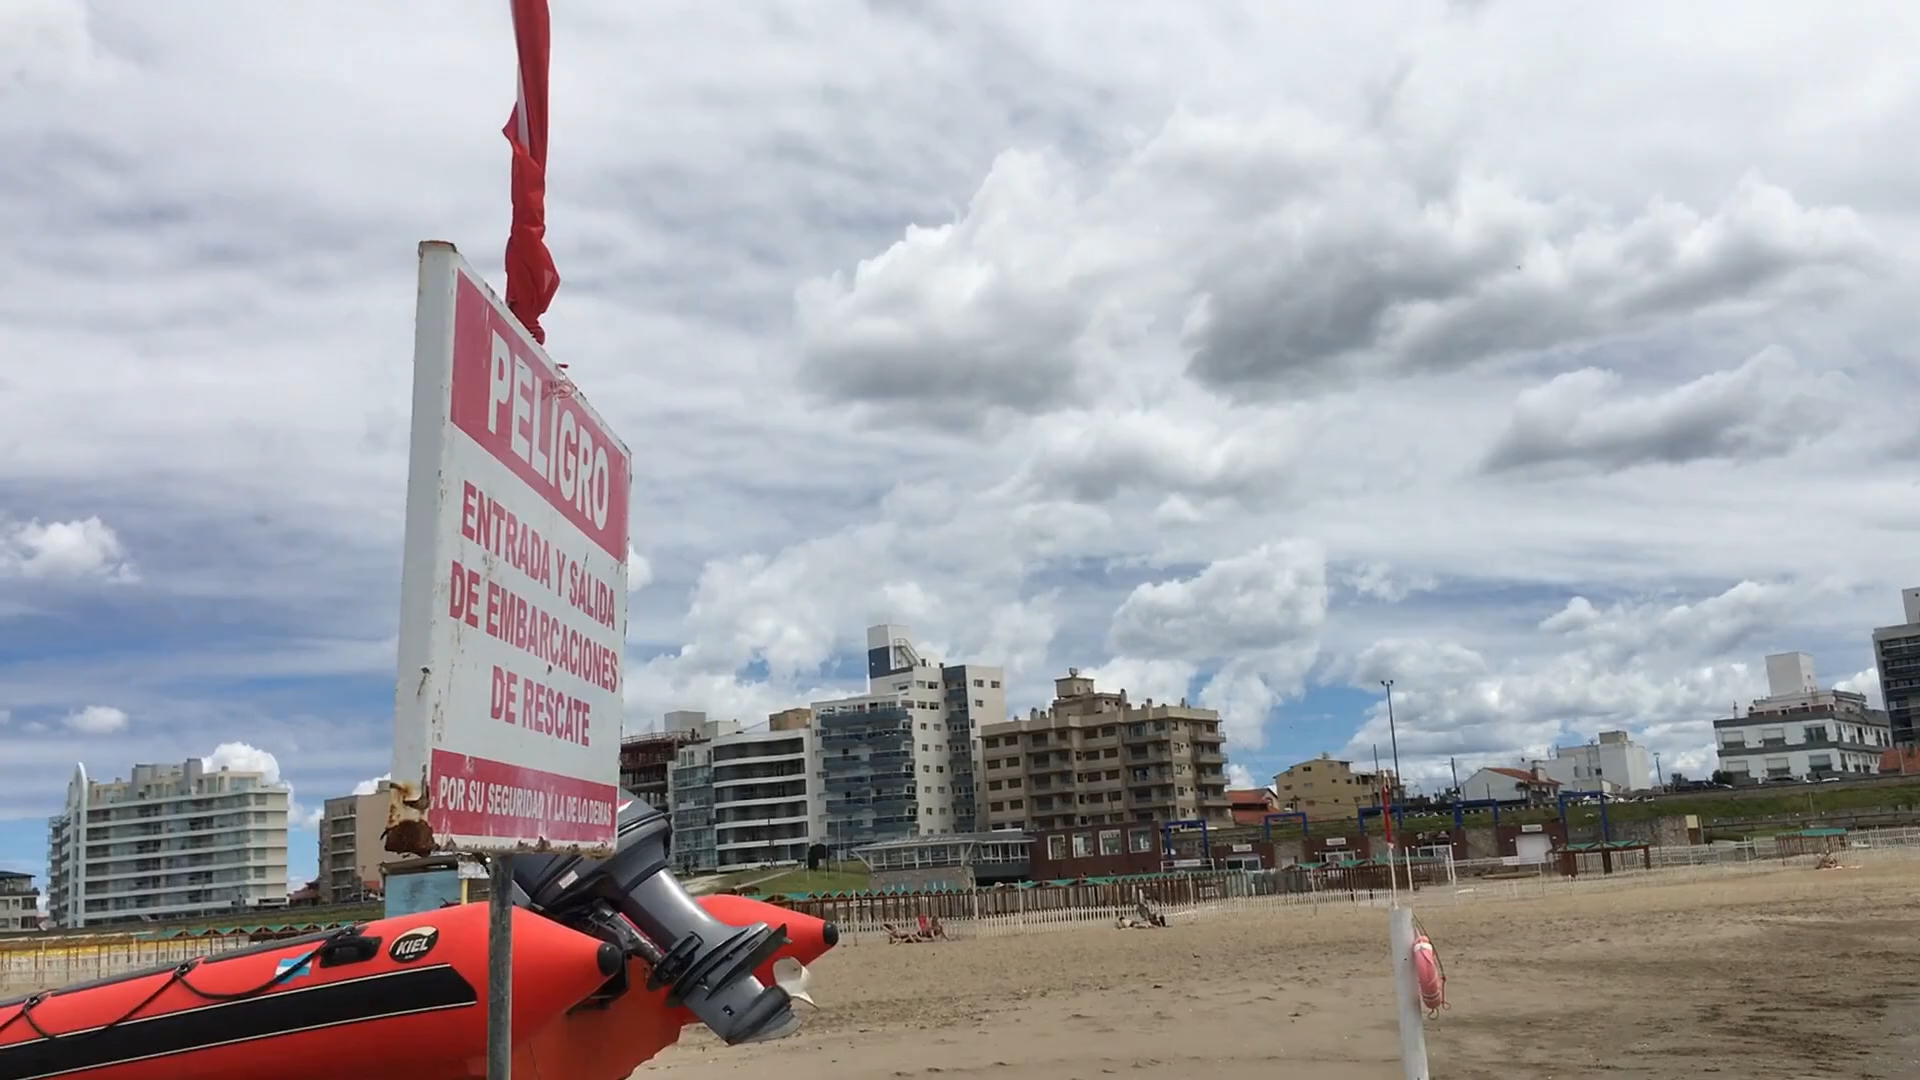 PELIGRO
ENTRADA Y SALIDA
DE EMBARCACIONES
DE RESCATE
POR SU SEGURIDAD Y LA DE LO DEMAS
KIEL